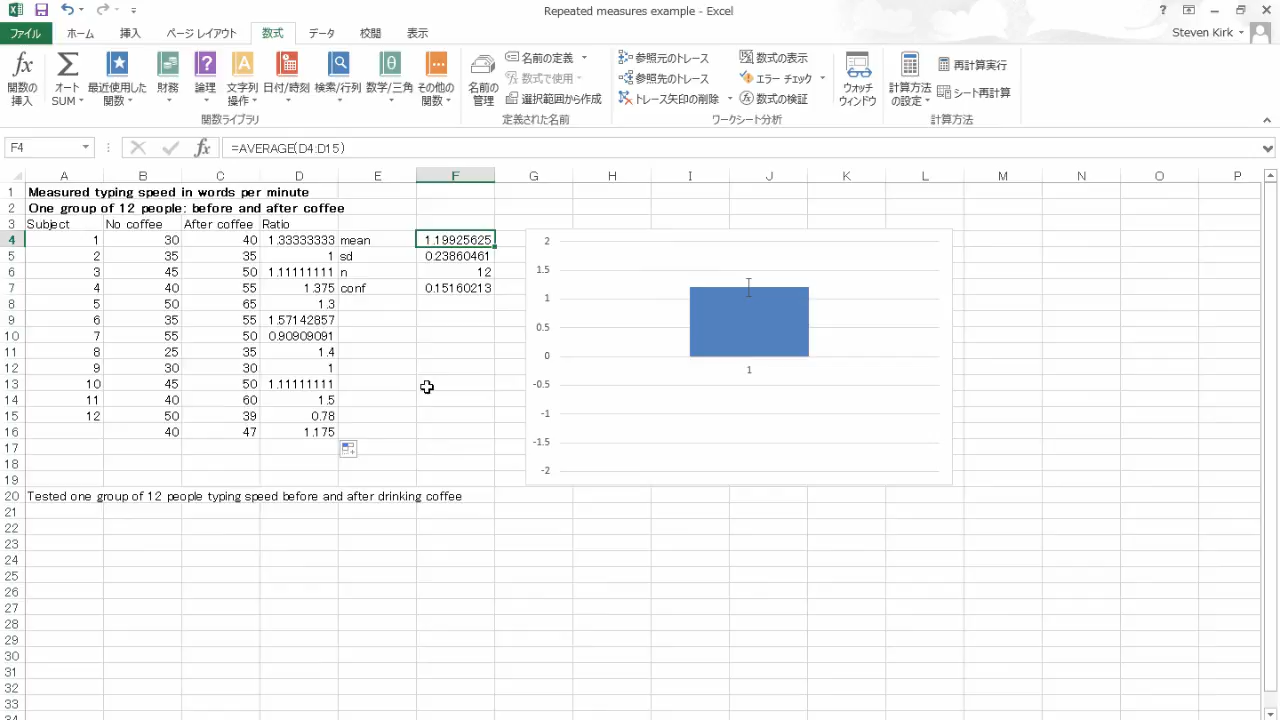 Repeated measures example - Excel
ファイル ホーム 挿入 ページ レイアウト 数式 データ 校閲 表示 Steven Kirk
関数の挿入 オート SUM 最近使用した関数 財務 論理 文字列操作 日付/時刻 検索/行列 数学/三角 その他の関数 名前の管理 名前の定義 数式で使用 選択範囲から作成 参照元のトレース 参照先のトレース トレース矢印の削除 数式の表示 エラー チェック 数式の検証 ウォッチ ウィンドウ 計算方法の設定 再計算実行 シート再計算
関数ライブラリ 定義された名前 ワークシート分析 計算方法
F4 fx =AVERAGE(D4:D15)
A B C D E F G H I J K L M N O P
1 Measured typing speed in words per minute
2 One group of 12 people: before and after coffee
3 Subject No coffee After coffee Ratio
4 1 30 40 1.33333333 mean 1.19925625
5 2 35 35 1 sd 0.23860461
6 3 45 50 1.11111111 n 12
7 4 40 55 1.375 conf 0.15160213
8 5 50 65 1.3
9 6 35 55 1.57142857
10 7 55 50 0.90909091
11 8 25 35 1.4
12 9 30 30 1
13 10 45 50 1.11111111
14 11 40 60 1.5
15 12 50 39 0.78
16 40 47 1.175
17
18
19
20 Tested one group of 12 people typing speed before and after drinking coffee
21
22
23
24
25
26
27
28
29
30
31
32
33
34
2
1.5
1
0.5
0
1
-0.5
-1
-1.5
-2